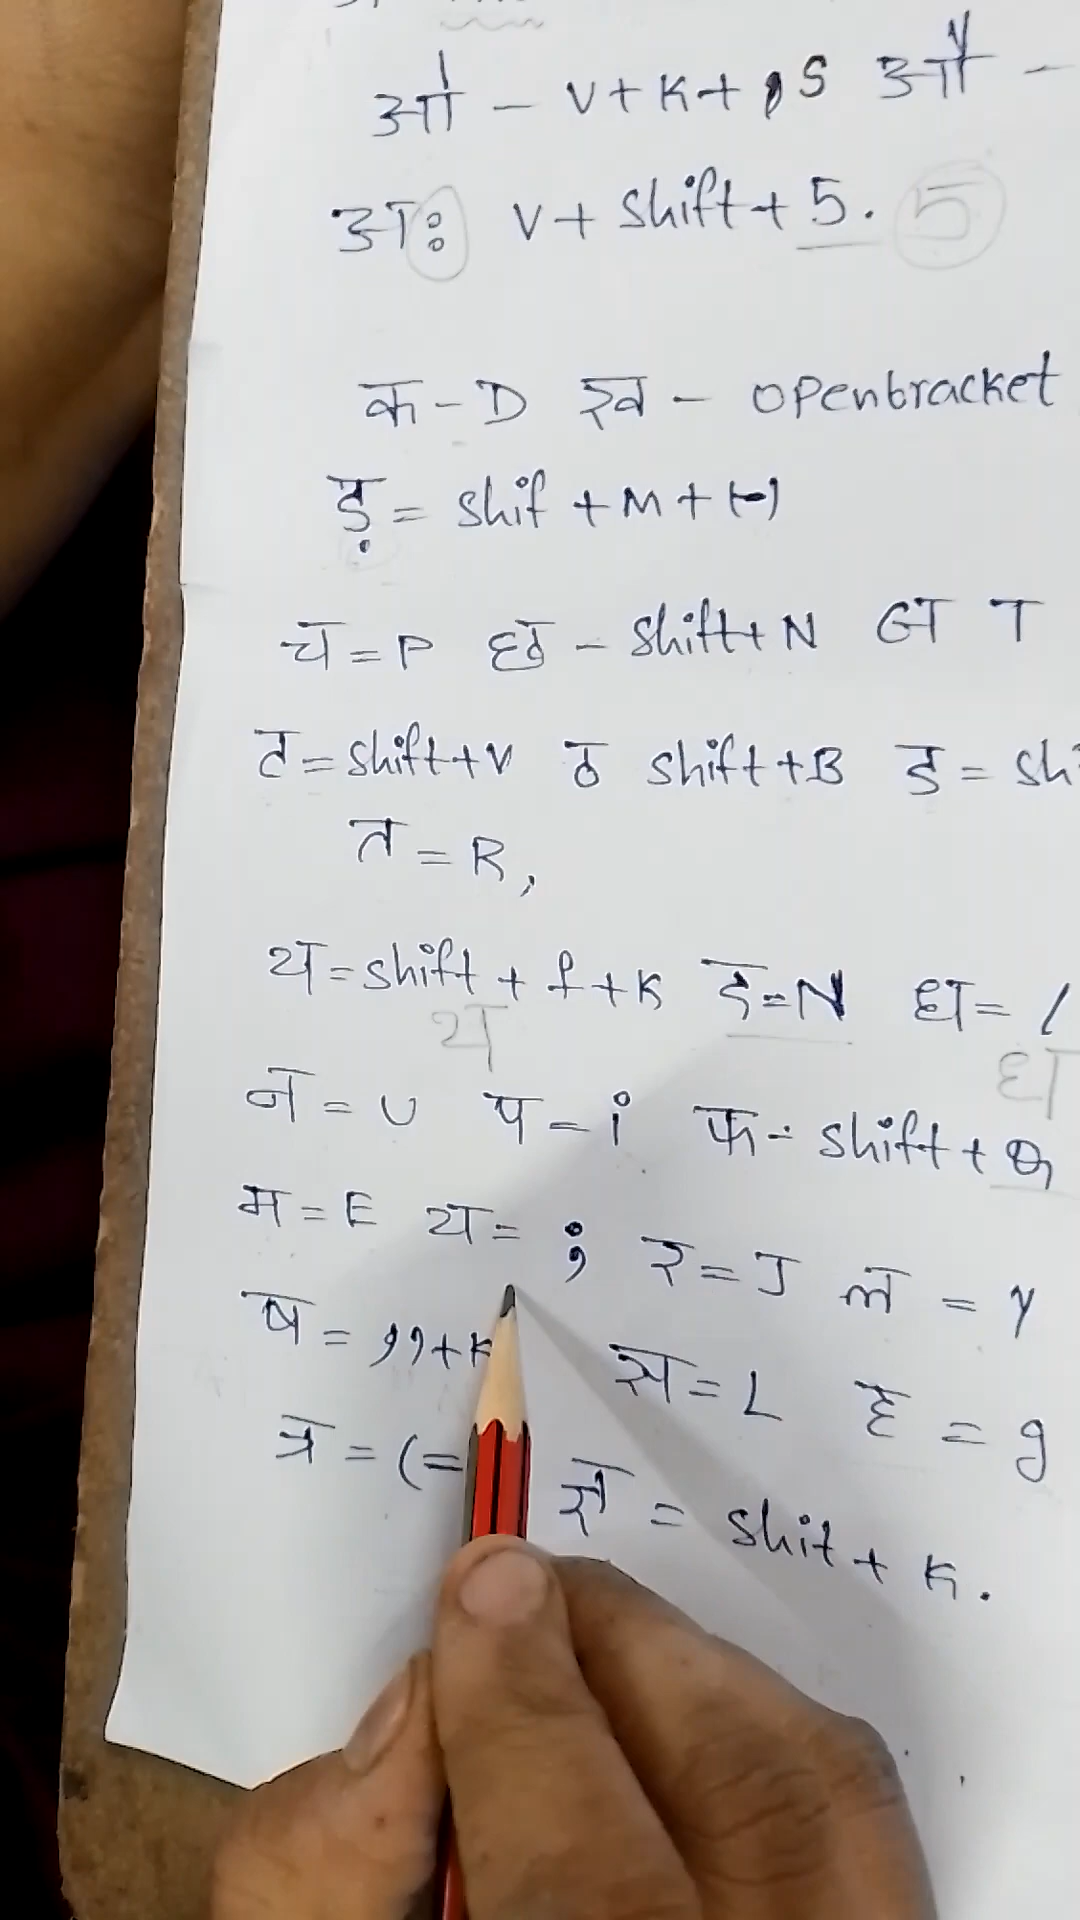 ओ - V + K + S औ -
अः V + shift + 5. 5
क - D ख - openbracket
ड़ = shif + M + (-)
च = P छ - shift + N ज T
ट = shift + V ठ shift + B ड = sh
त = R,
थ = shift + f + K द = N ध = /
थ ध
न = U प - i फ - shift + Q
म = E य = ; र = J ल = y
ष = ,, + K स = L ह = g
त्र = (=
र्स = shit + K.